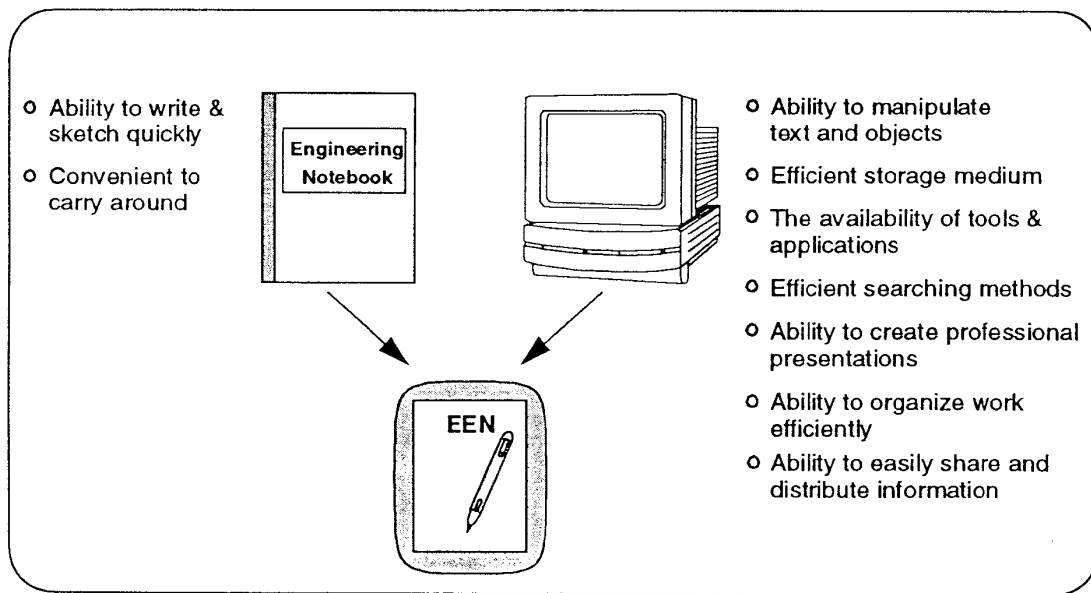 Ability to write &
sketch quickly
Convenient to
carry around
Engineering
Notebook
Ability to manipulate
text and objects
Efficient storage medium
The availability of tools &
applications
Efficient searching methods
Ability to create professional
presentations
Ability to organize work
efficiently
Ability to easily share and
distribute information
EEN